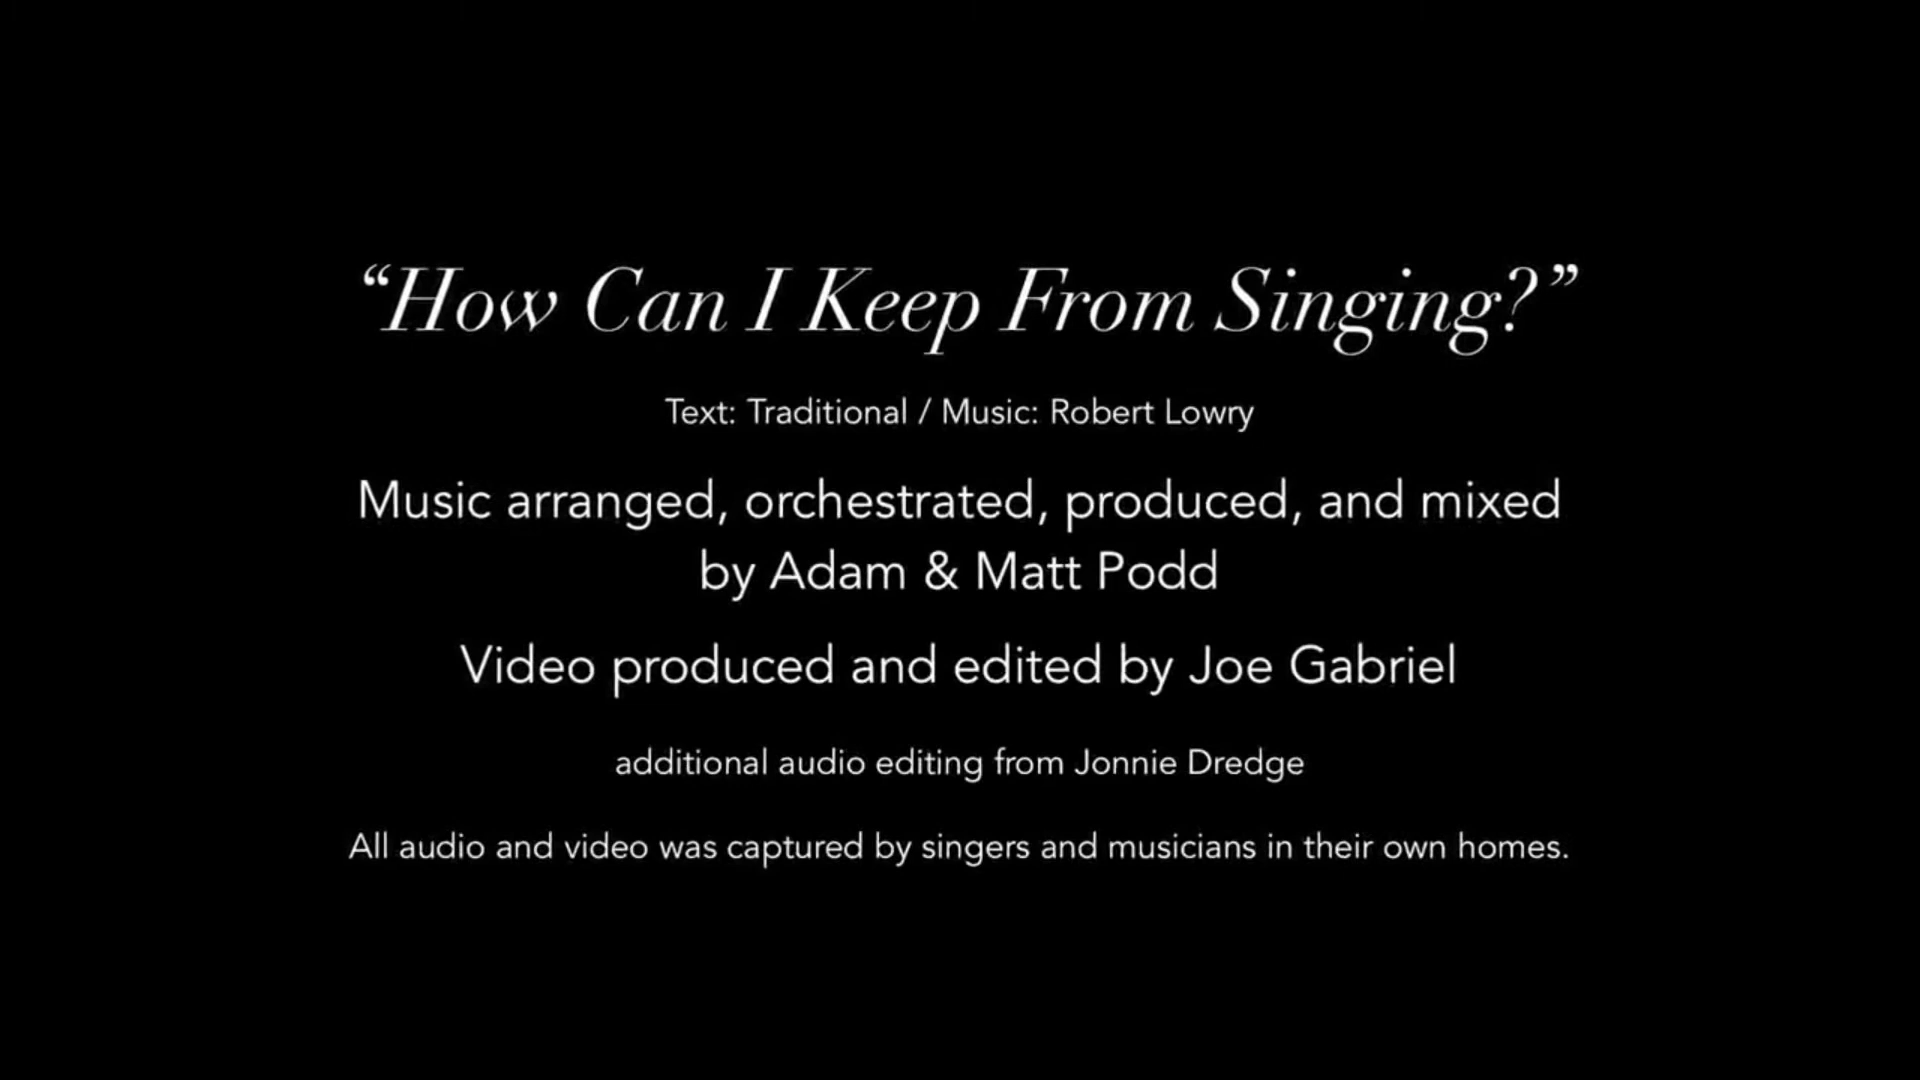 “How Can I Keep From Singing?”
Text: Traditional / Music: Robert Lowry
Music arranged, orchestrated, produced, and mixed
by Adam & Matt Podd
Video produced and edited by Joe Gabriel
additional audio editing from Jonnie Dredge
All audio and video was captured by singers and musicians in their own homes.